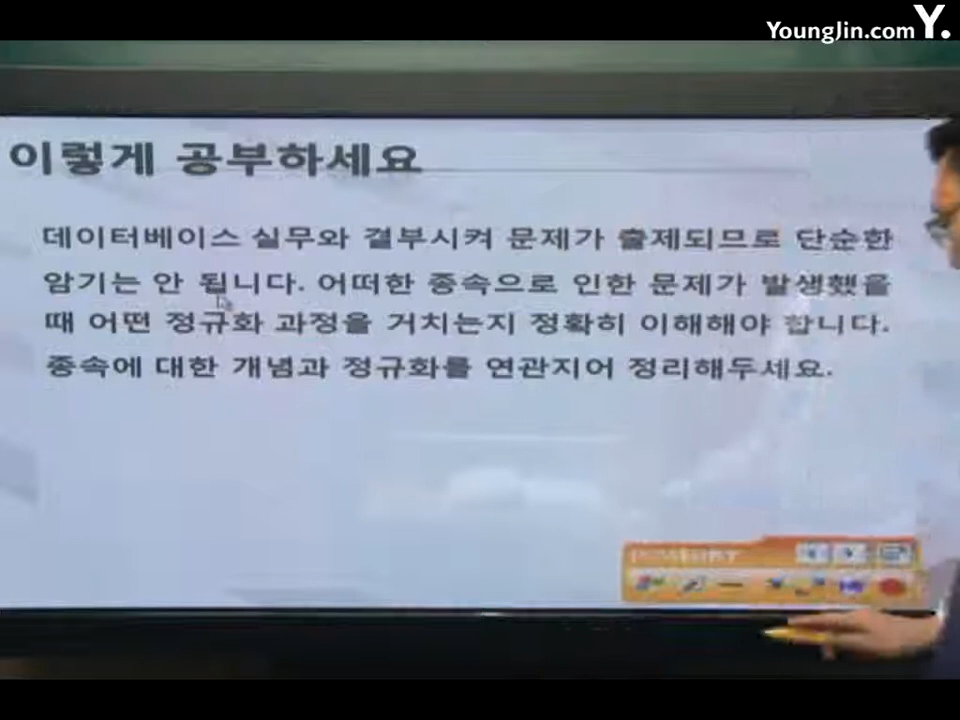 YoungJin.com Y.
이렇게 공부하세요
데이터베이스 실무와 결부시켜 문제가 출제되므로 단순한
암기는 안 됩니다. 어떠한 종속으로 인한 문제가 발생했을
때 어떤 정규화 과정을 거치는지 정확히 이해해야 합니다.
종속에 대한 개념과 정규화를 연관지어 정리해두세요.